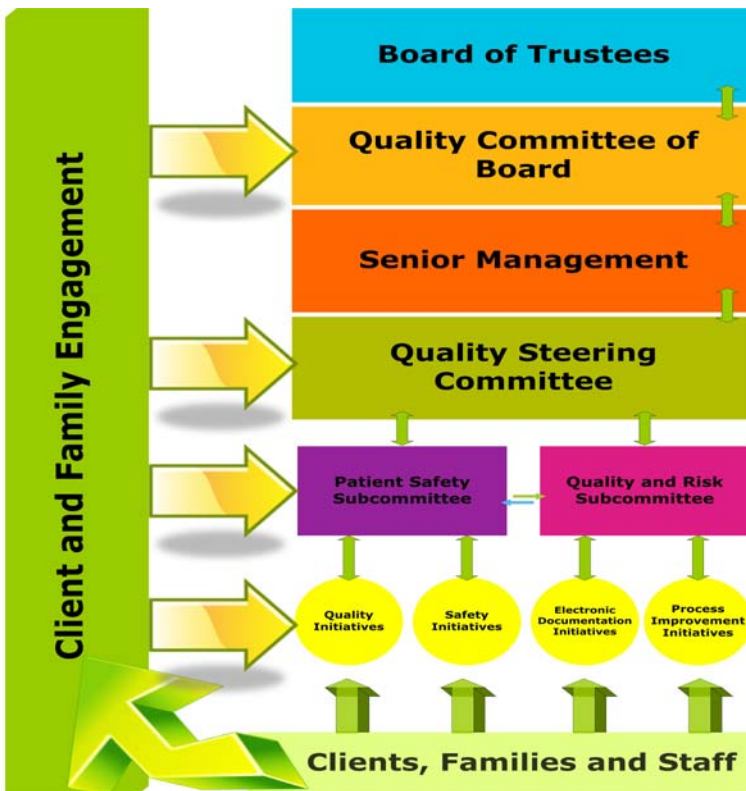 Client and Family Engagement
Board of Trustees
Quality Committee of
Board
Senior Management
Quality Steering
Committee
Patient Safety
Subcommittee
Quality and Risk
Subcommittee
Quality
Initiatives
Safety
Initiatives
Electronic
Documentation
Initiatives
Process
Improvement
Initiatives
Clients, Families and Staff